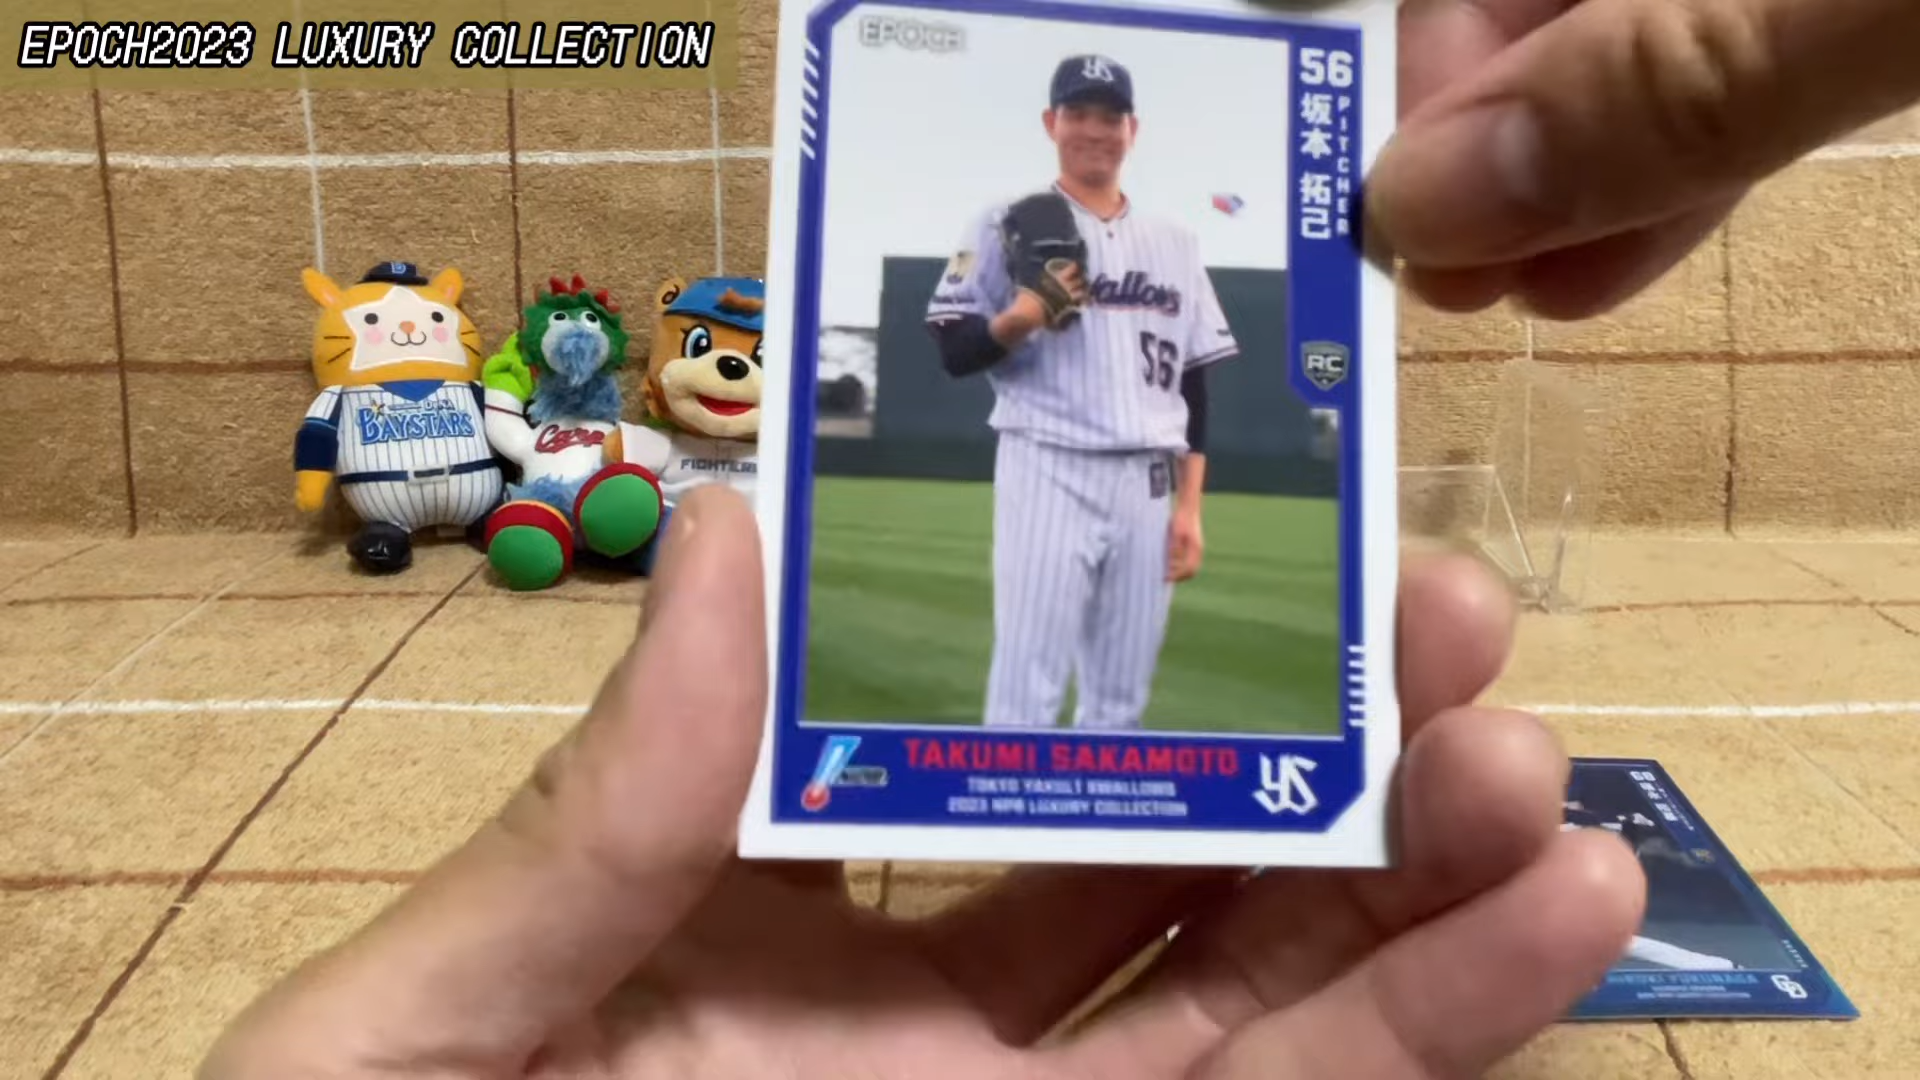 EPOCH2023 LUXURY COLLECTION
EPOCH
56
坂本 拓己
PITCHER
RC
Swallows
56
TAKUMI SAKAMOTO
TOKYO YAKULT SWALLOWS
2023 NPB LUXURY COLLECTION
YS
BAYSTARS
Carp
FIGHTERS